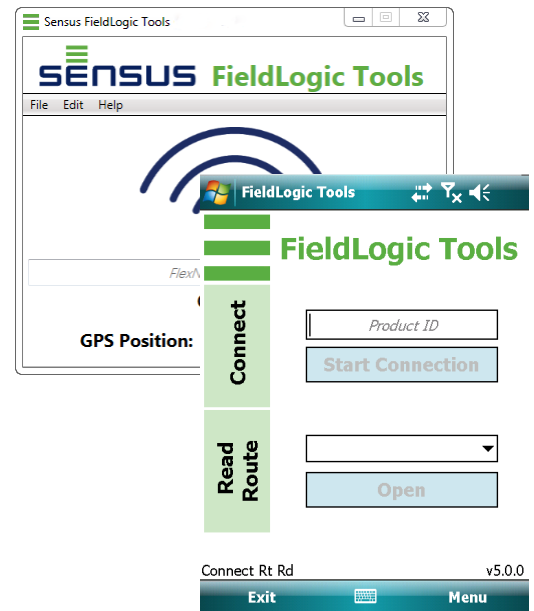 Sensus FieldLogic Tools
SENSUS FieldLogic Tools
File Edit Help
FlexN
GPS Position:
FieldLogic Tools
FieldLogic Tools
Connect
Product ID
Start Connection
Read
Route
Open
Connect Rt Rd v5.0.0
Exit Menu